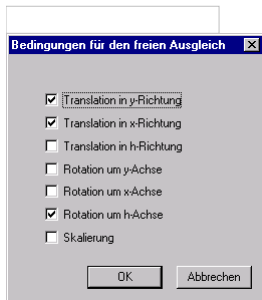 Bedingungen für den freien Ausgleich
Translation in y-Richtung
Translation in x-Richtung
Translation in h-Richtung
Rotation um y-Achse
Rotation um x-Achse
Rotation um h-Achse
Skalierung
OK Abbrechen